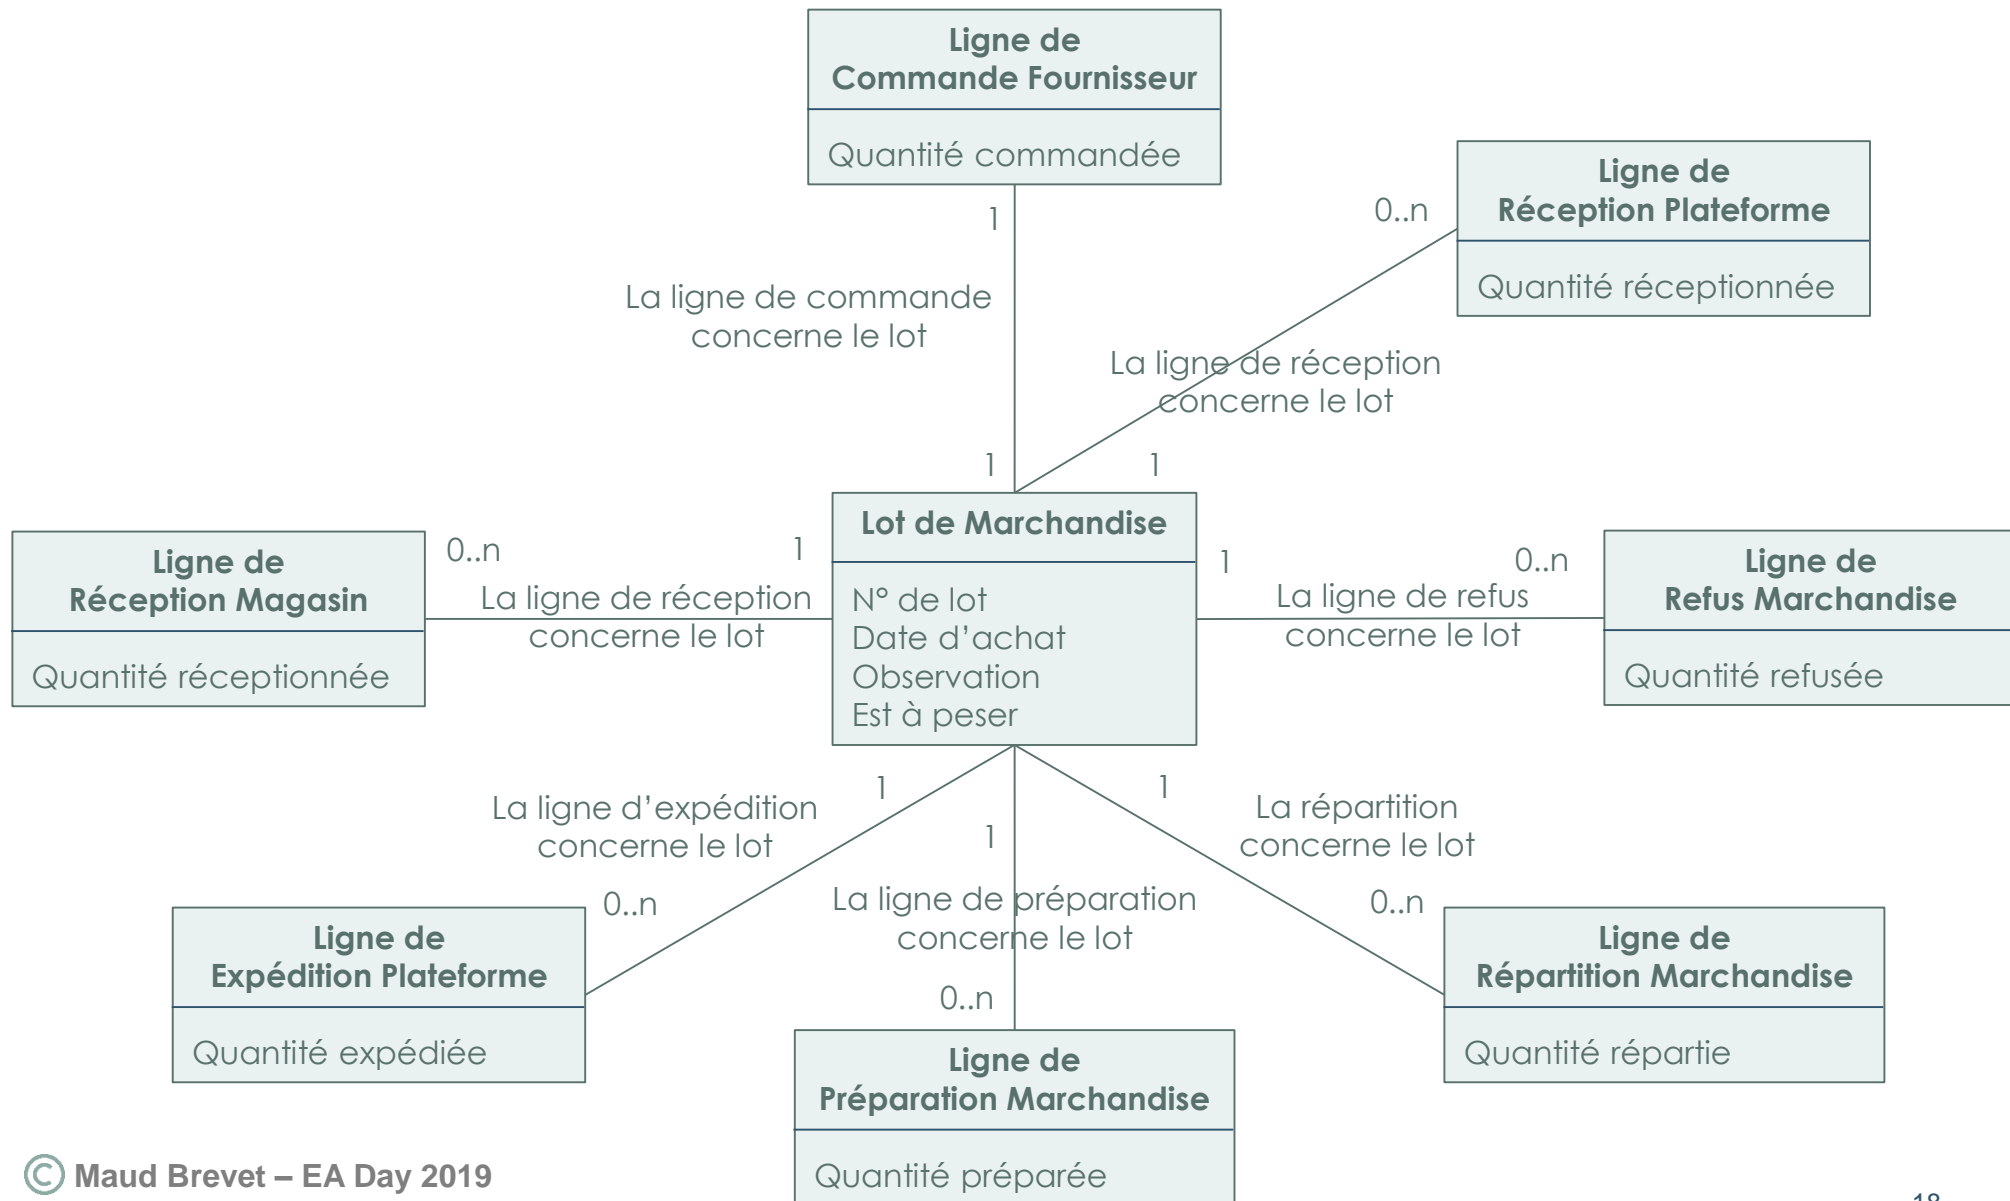 Ligne de
Commande Fournisseur
Quantité commandée
1
La ligne de commande
concerne le lot
1
Ligne de
Réception Plateforme
Quantité réceptionnée
0..n
La ligne de réception
concerne le lot
1
Ligne de
Réception Magasin
Quantité réceptionnée
0..n
1
La ligne de réception
concerne le lot
Lot de Marchandise
N° de lot
Date d’achat
Observation
Est à peser
1
0..n
La ligne de refus
concerne le lot
Ligne de
Refus Marchandise
Quantité refusée
1
La ligne d’expédition
concerne le lot
0..n
Ligne de
Expédition Plateforme
Quantité expédiée
1
La ligne de préparation
concerne le lot
0..n
Ligne de
Préparation Marchandise
Quantité préparée
1
La répartition
concerne le lot
0..n
Ligne de
Répartition Marchandise
Quantité répartie
© Maud Brevet – EA Day 2019
18